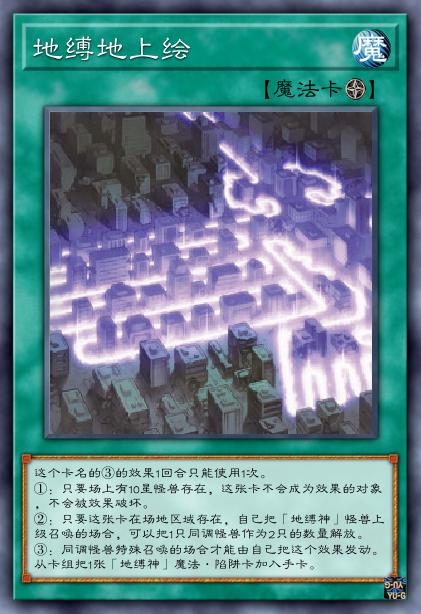 地缚地上绘
魔
【魔法卡】
这个卡名的③的效果1回合只能使用1次。
①：只要场上有10星怪兽存在，这张卡不会成为效果的对象
，不会被效果破坏。
②：只要这张卡在场地区域存在，自己把「地缚神」怪兽上
级召唤的场合，可以把1只同调怪兽作为2只的数量解放。
③：同调怪兽特殊召唤的场合才能由自己把这个效果发动。
从卡组把1张「地缚神」魔法·陷阱卡加入手卡。